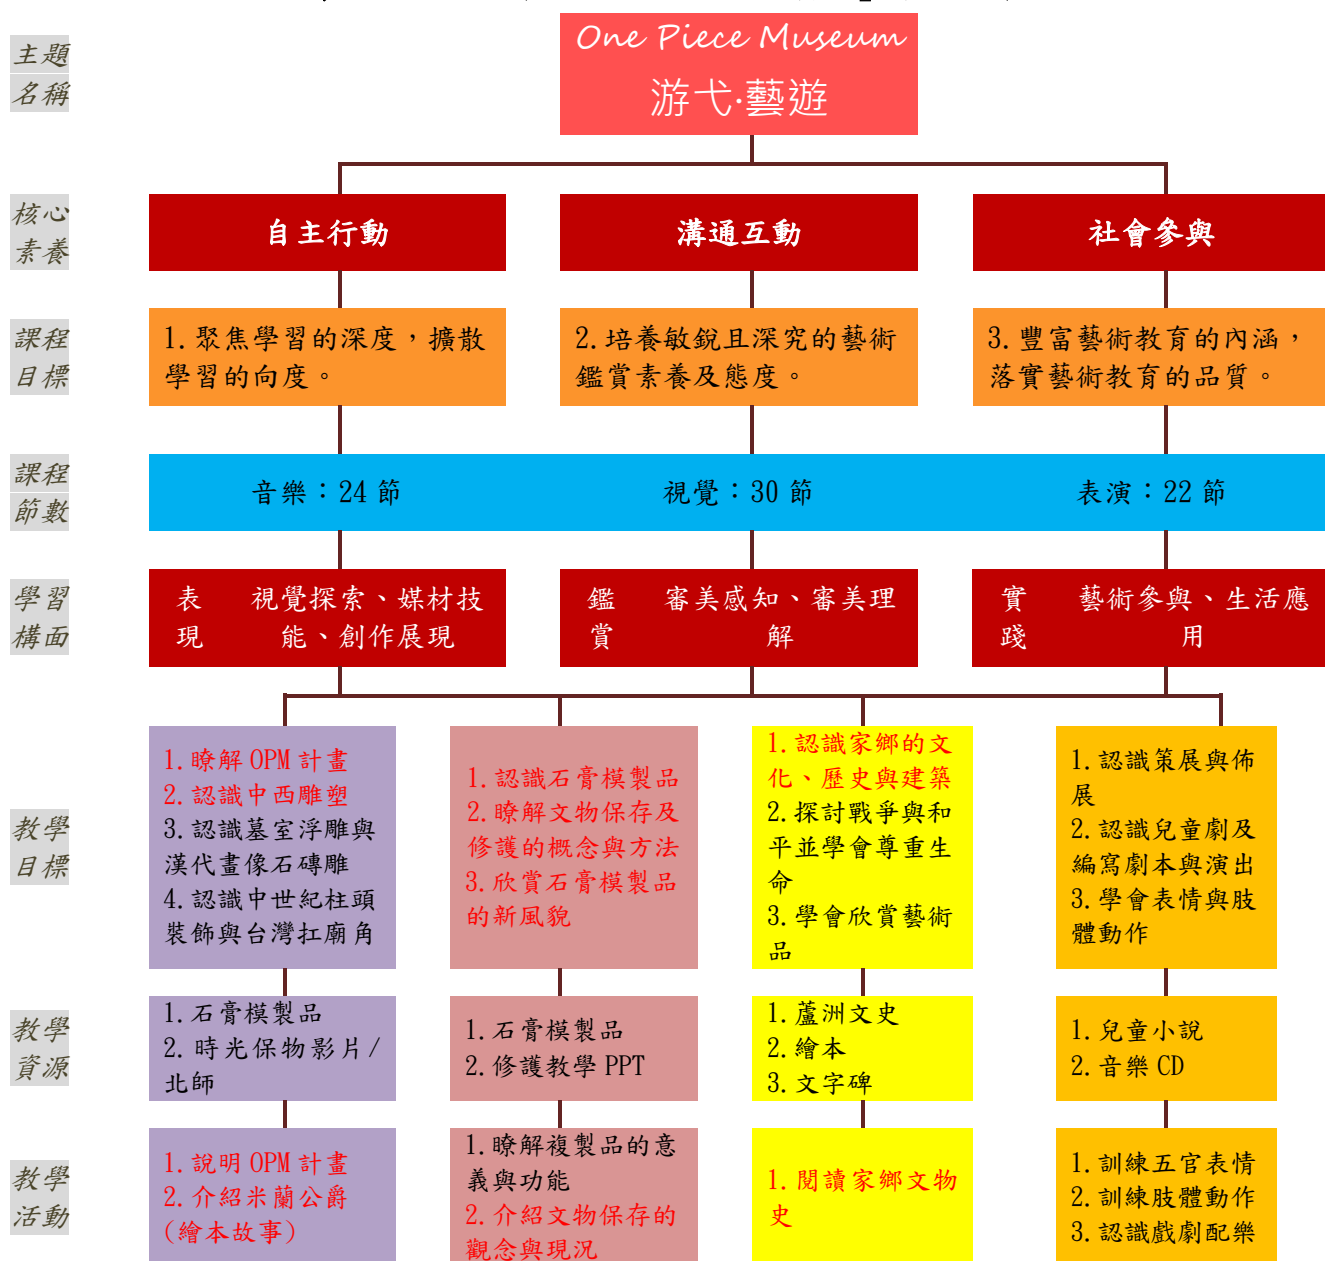 主題
名稱
One Piece Museum
游弋·藝遊
核心
素養
自主行動
溝通互動
社會參與
課程
目標
1.聚焦學習的深度，擴散
學習的向度。
2.培養敏銳且深究的藝術
鑑賞素養及態度。
3.豐富藝術教育的內涵，
落實藝術教育的品質。
課程
節數
音樂：24 節
視覺：30 節
表演：22 節
學習
構面
表
現
視覺探索、媒材技
能、創作展現
鑑
賞
審美感知、審美理
解
實
踐
藝術參與、生活應
用
教學
目標
1.瞭解 OPM 計畫
2.認識中西雕塑
3.認識墓室浮雕與
漢代畫像石磚雕
4.認識中世紀柱頭
裝飾與台灣扛廟角
1.認識石膏模製品
2.瞭解文物保存及
修護的概念與方法
3.欣賞石膏模製品
的新風貌
1.認識家鄉的文
化、歷史與建築
2.探討戰爭與和
平並學會尊重生
命
3.學會欣賞藝術
品
1.認識策展與佈
展
2.認識兒童劇及
編寫劇本與演出
3.學會表情與肢
體動作
教學
資源
1.石膏模製品
2.時光保物影片/
北師
1.石膏模製品
2.修護教學 PPT
1.蘆洲文史
2.繪本
3.文字碑
1.兒童小說
2.音樂 CD
教學
活動
1.說明 OPM 計畫
2.介紹米蘭公爵
(繪本故事)
1.瞭解複製品的意
義與功能
2.介紹文物保存的
觀念與現況
1.閱讀家鄉文物
史
1.訓練五官表情
2.訓練肢體動作
3.認識戲劇配樂